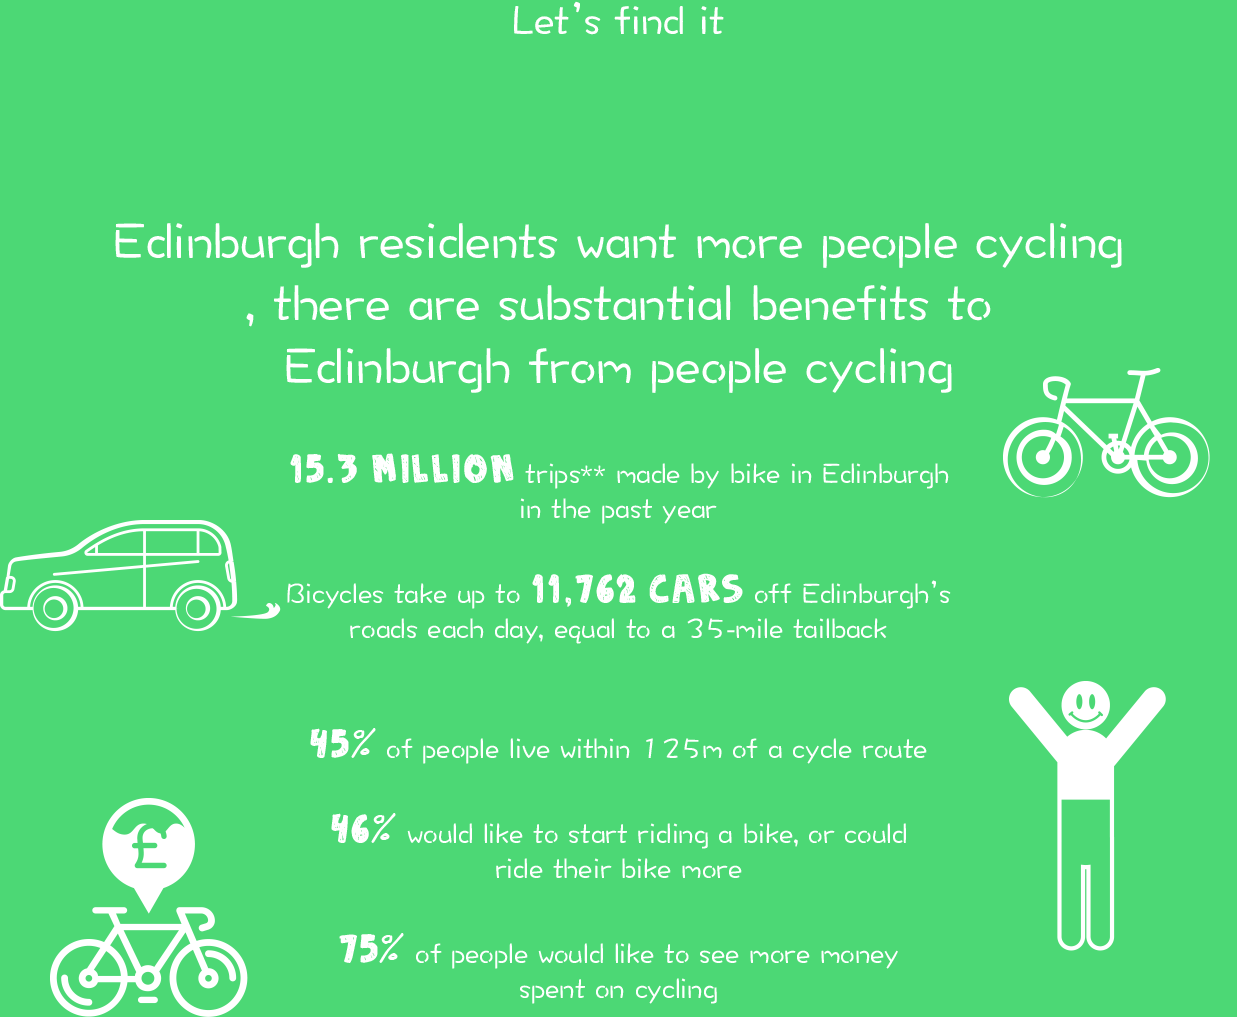 Let's find it
Edinburgh residents want more people cycling
, there are substantial benefits to
Edinburgh from people cycling
15.3 MILLION trips** made by bike in Edinburgh
in the past year
Bicycles take up to 11,762 CARS off Edinburgh's
roads each day, equal to a 35-mile tailback
45% of people live within 125m of a cycle route
46% would like to start riding a bike, or could
ride their bike more
£
75% of people would like to see more money
spent on cycling